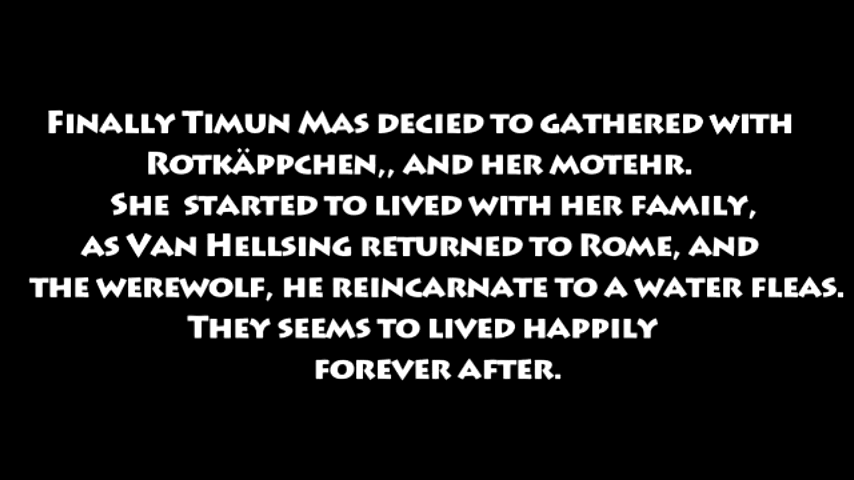 Finally Timun Mas decied to gathered with
Rotkäppchen,, and her motehr.
She started to lived with her family,
as Van Hellsing returned to Rome, and
the werewolf, he reincarnate to a water fleas.
They seems to lived happily
forever after.